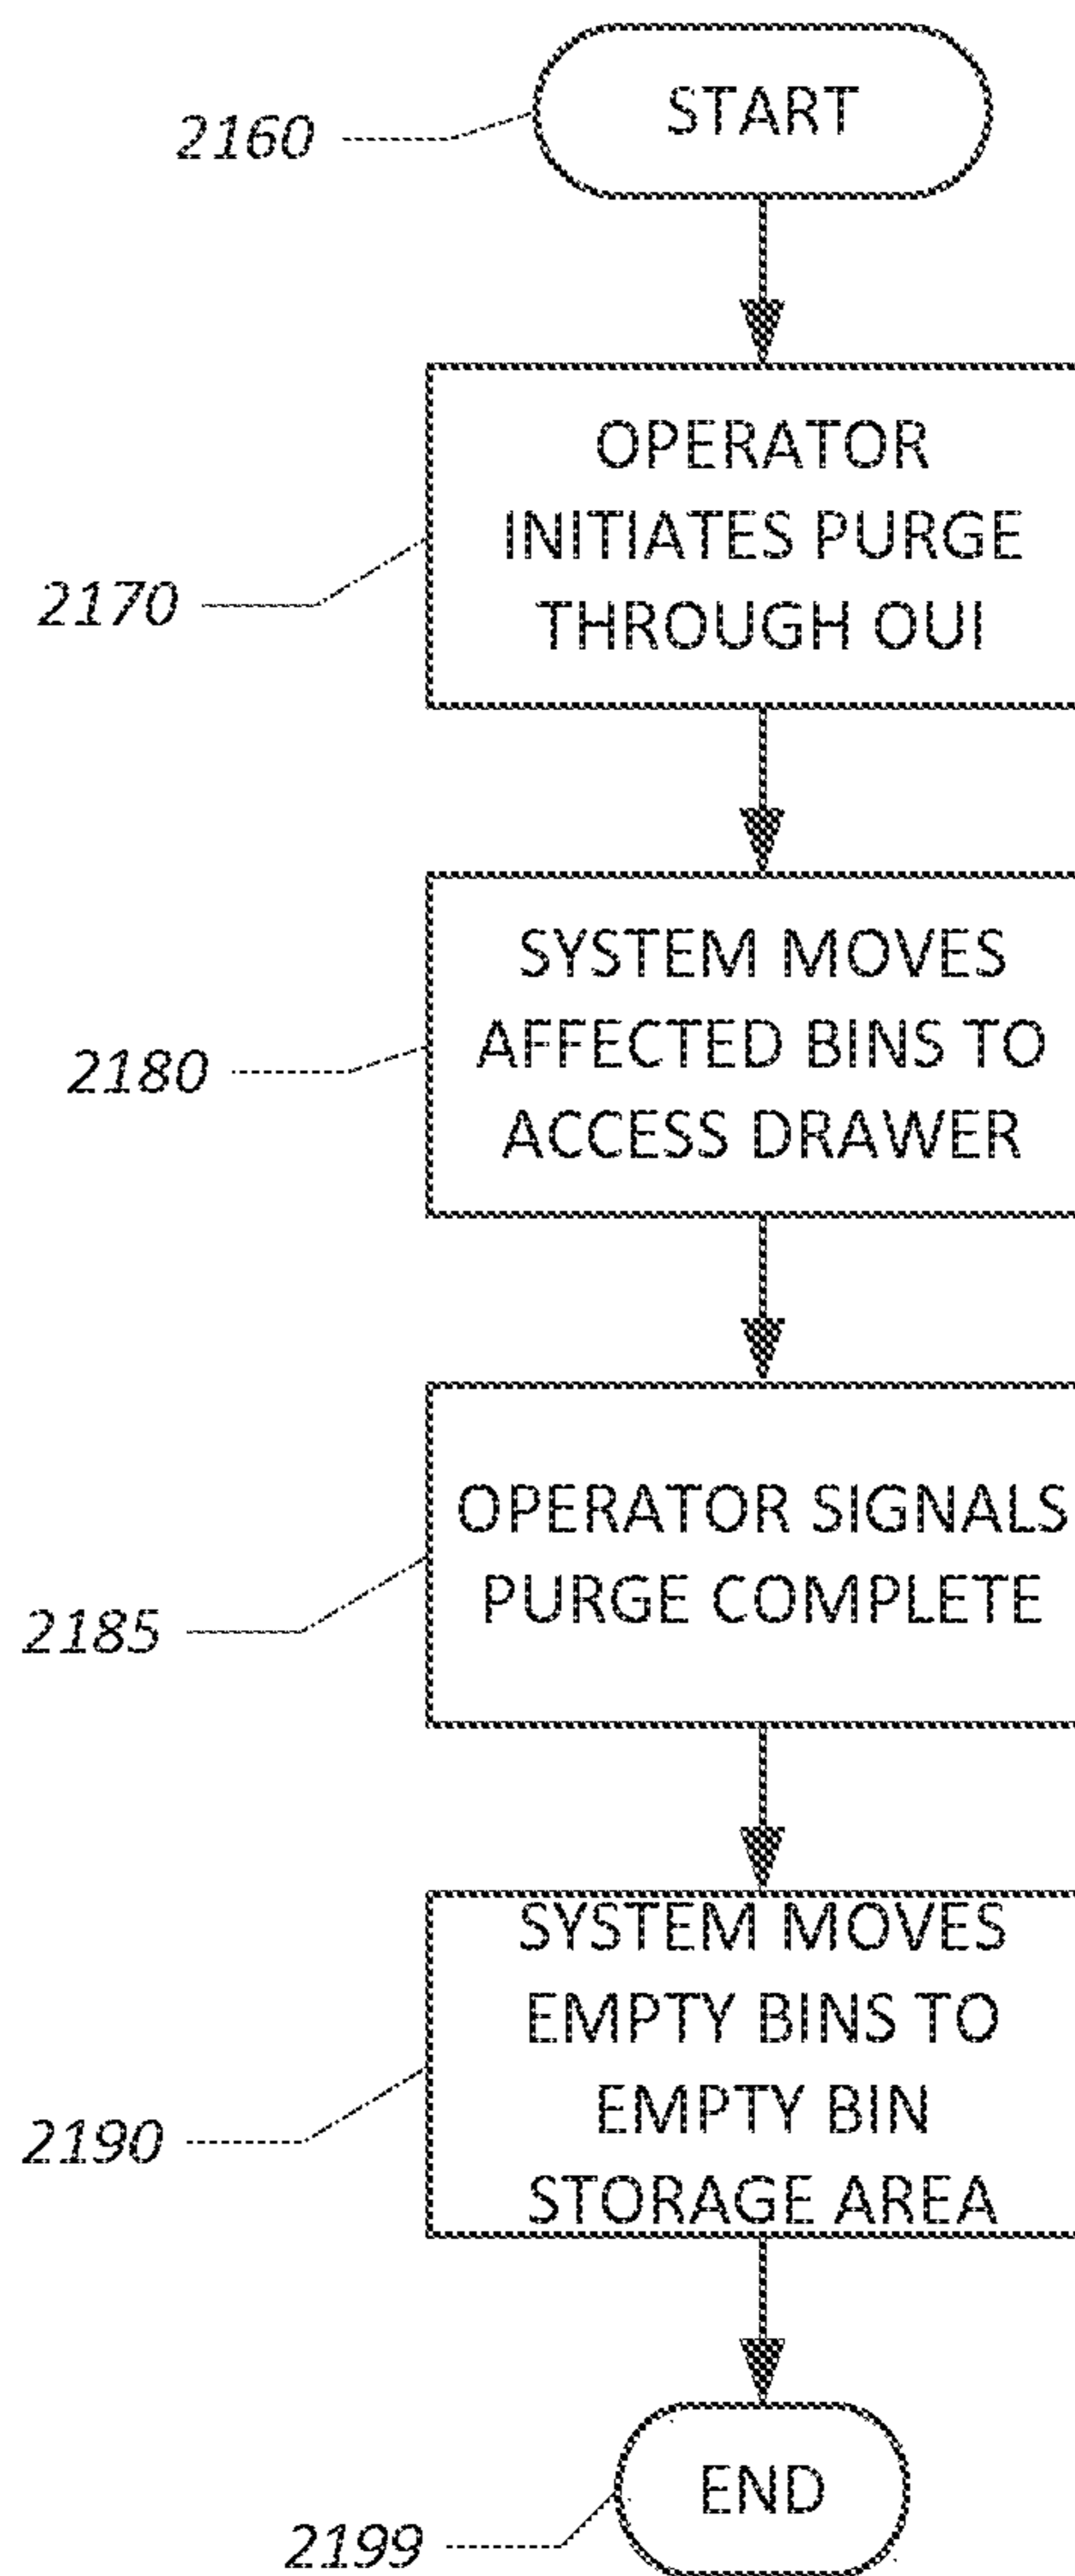 2160
START
OPERATOR
INITIATES PURGE
THROUGH OUI
2170
SYSTEM MOVES
AFFECTED BINS TO
ACCESS DRAWER
2180
OPERATOR SIGNALS
PURGE COMPLETE
2185
SYSTEM MOVES
EMPTY BINS TO
EMPTY BIN
STORAGE AREA
2190
END
2199